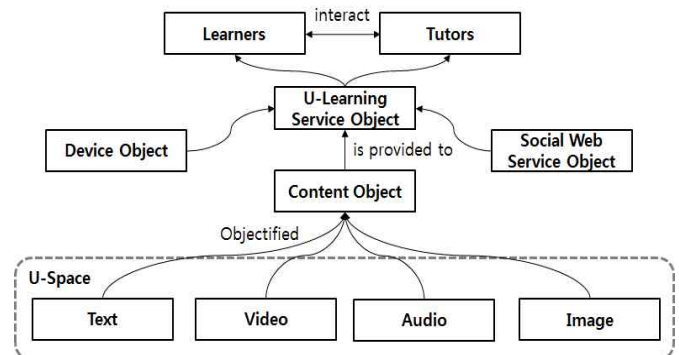 interact
Learners
Tutors
U-Learning
Service Object
Device Object
Social Web
Service Object
is provided to
Content Object
Objectified
U-Space
Text
Video
Audio
Image